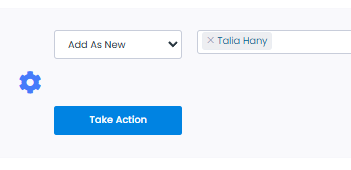 Add As New
× Talia Hany
Take Action